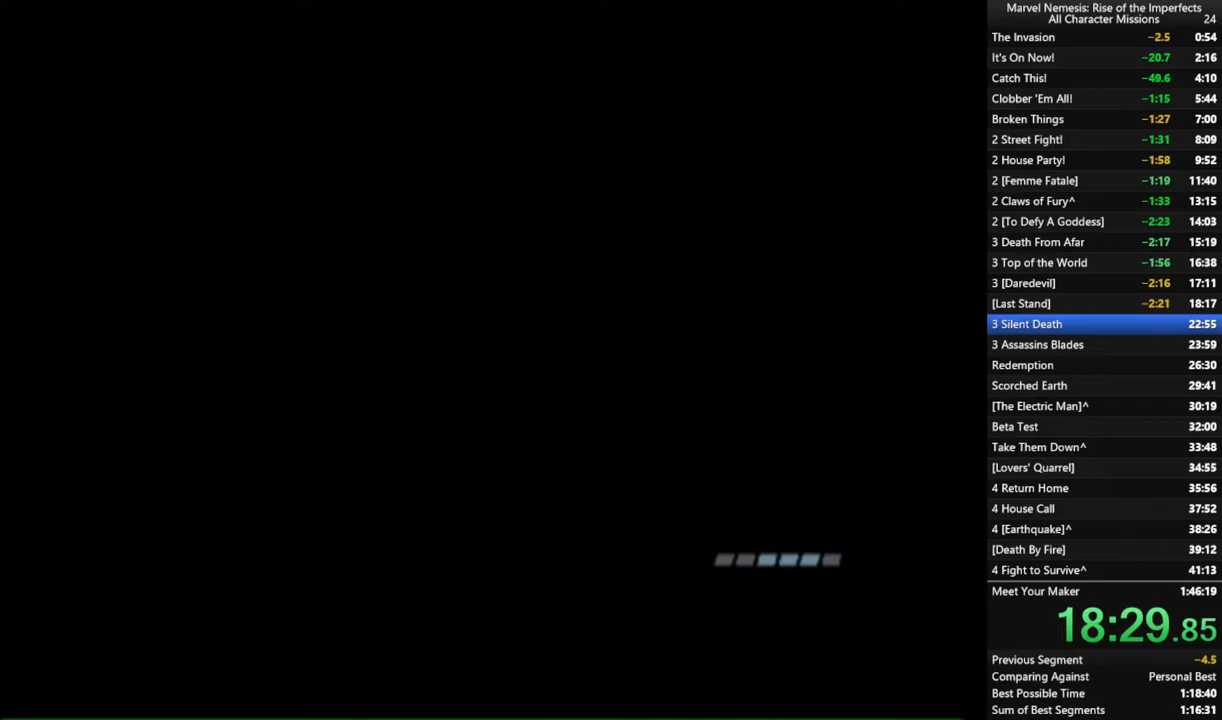 Marvel Nemesis: Rise of the Imperfects
All Character Missions 24
The Invasion −2.5 0:54
It's On Now! −20.7 2:16
Catch This! −49.6 4:10
Clobber 'Em All! −1:15 5:44
Broken Things −1:27 7:00
2 Street Fight! −1:31 8:09
2 House Party! −1:58 9:52
2 [Femme Fatale] −1:19 11:40
2 Claws of Fury^ −1:33 13:15
2 [To Defy A Goddess] −2:23 14:03
3 Death From Afar −2:17 15:19
3 Top of the World −1:56 16:38
3 [Daredevil] −2:16 17:11
[Last Stand] −2:21 18:17
3 Silent Death 22:55
3 Assassins Blades 23:59
Redemption 26:30
Scorched Earth 29:41
[The Electric Man]^ 30:19
Beta Test 32:00
Take Them Down^ 33:48
[Lovers' Quarrel] 34:55
4 Return Home 35:56
4 House Call 37:52
4 [Earthquake]^ 38:26
[Death By Fire] 39:12
4 Fight to Survive^ 41:13
Meet Your Maker 1:46:19
18:29.85
Previous Segment −4.5
Comparing Against Personal Best
Best Possible Time 1:18:40
Sum of Best Segments 1:16:31